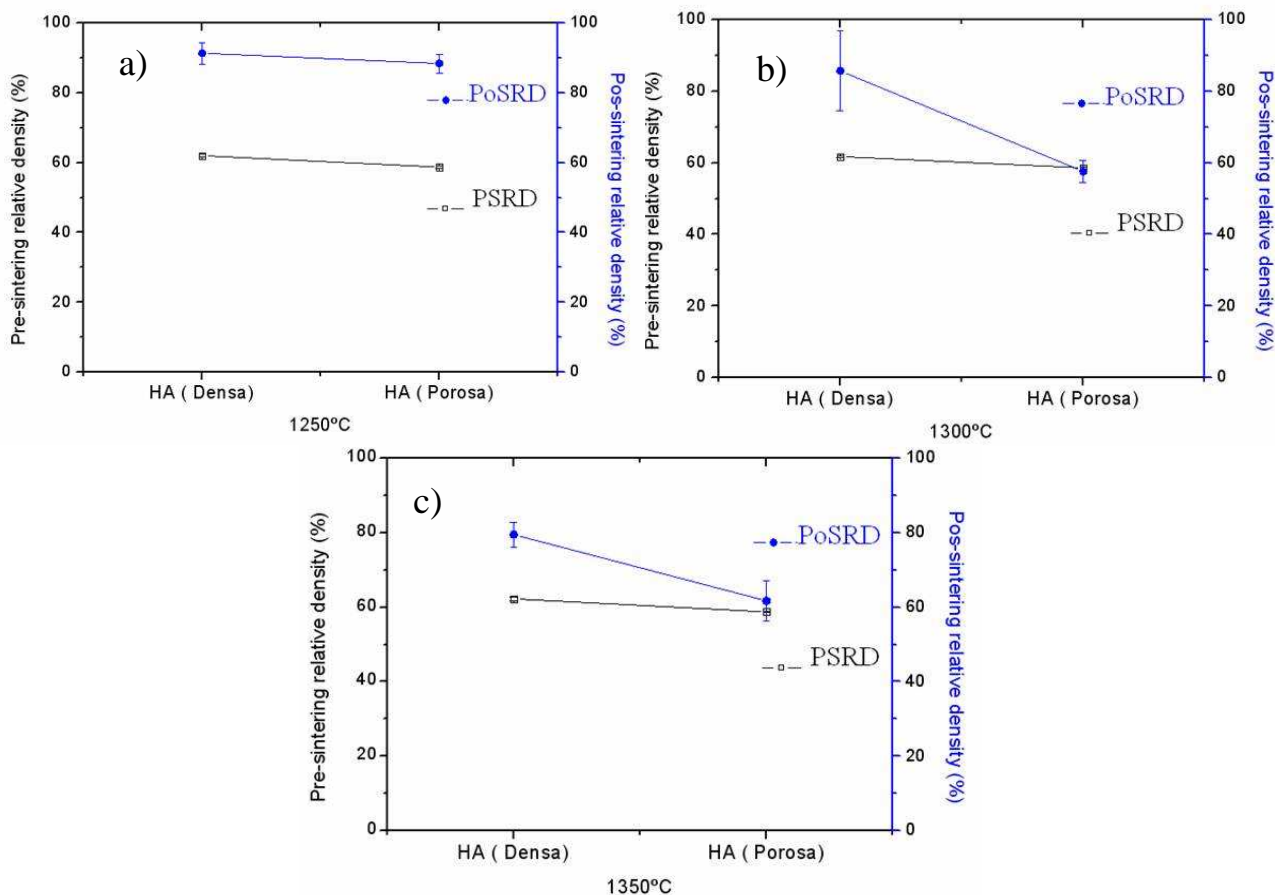 a)
Pre-sintering relative density (%)
100
80
60
40
20
0
PoSRD
PSRD
100
80
60
40
20
0
Pos-sintering relative density (%)
HA ( Densa)
HA ( Porosa)
1250ºC
b)
Pre-sintering relative density (%)
100
80
60
40
20
0
PoSRD
PSRD
100
80
60
40
20
0
Pos-sintering relative density (%)
HA ( Densa)
HA ( Porosa)
1300ºC
c)
Pre-sintering relative density (%)
100
80
60
40
20
0
PoSRD
PSRD
100
80
60
40
20
0
Pos-sintering relative density (%)
HA ( Densa)
HA ( Porosa)
1350ºC